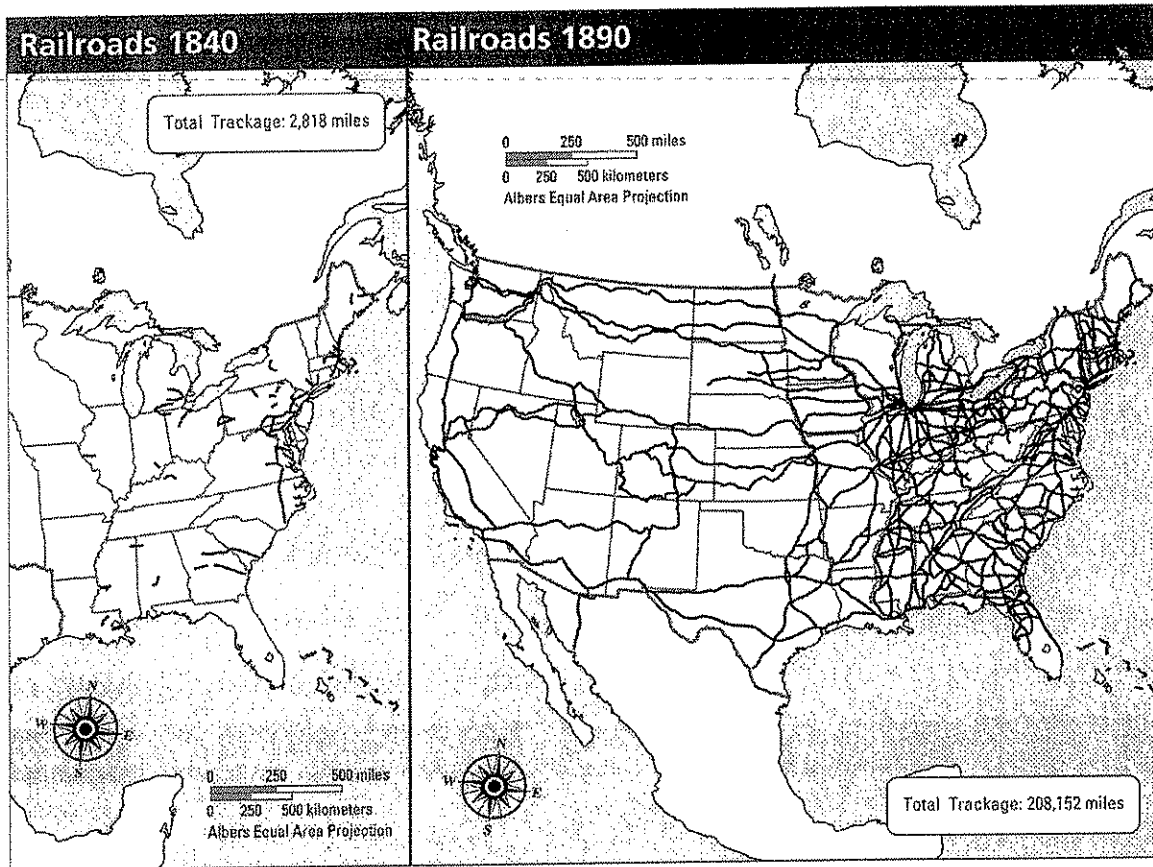 Railroads 1840
Total Trackage: 2,818 miles
N
W
E
S
0 250 500 miles
0 250 500 kilometers
Albers Equal Area Projection
Railroads 1890
0 250 500 miles
0 250 500 kilometers
Albers Equal Area Projection
N
W
E
S
Total Trackage: 208,152 miles